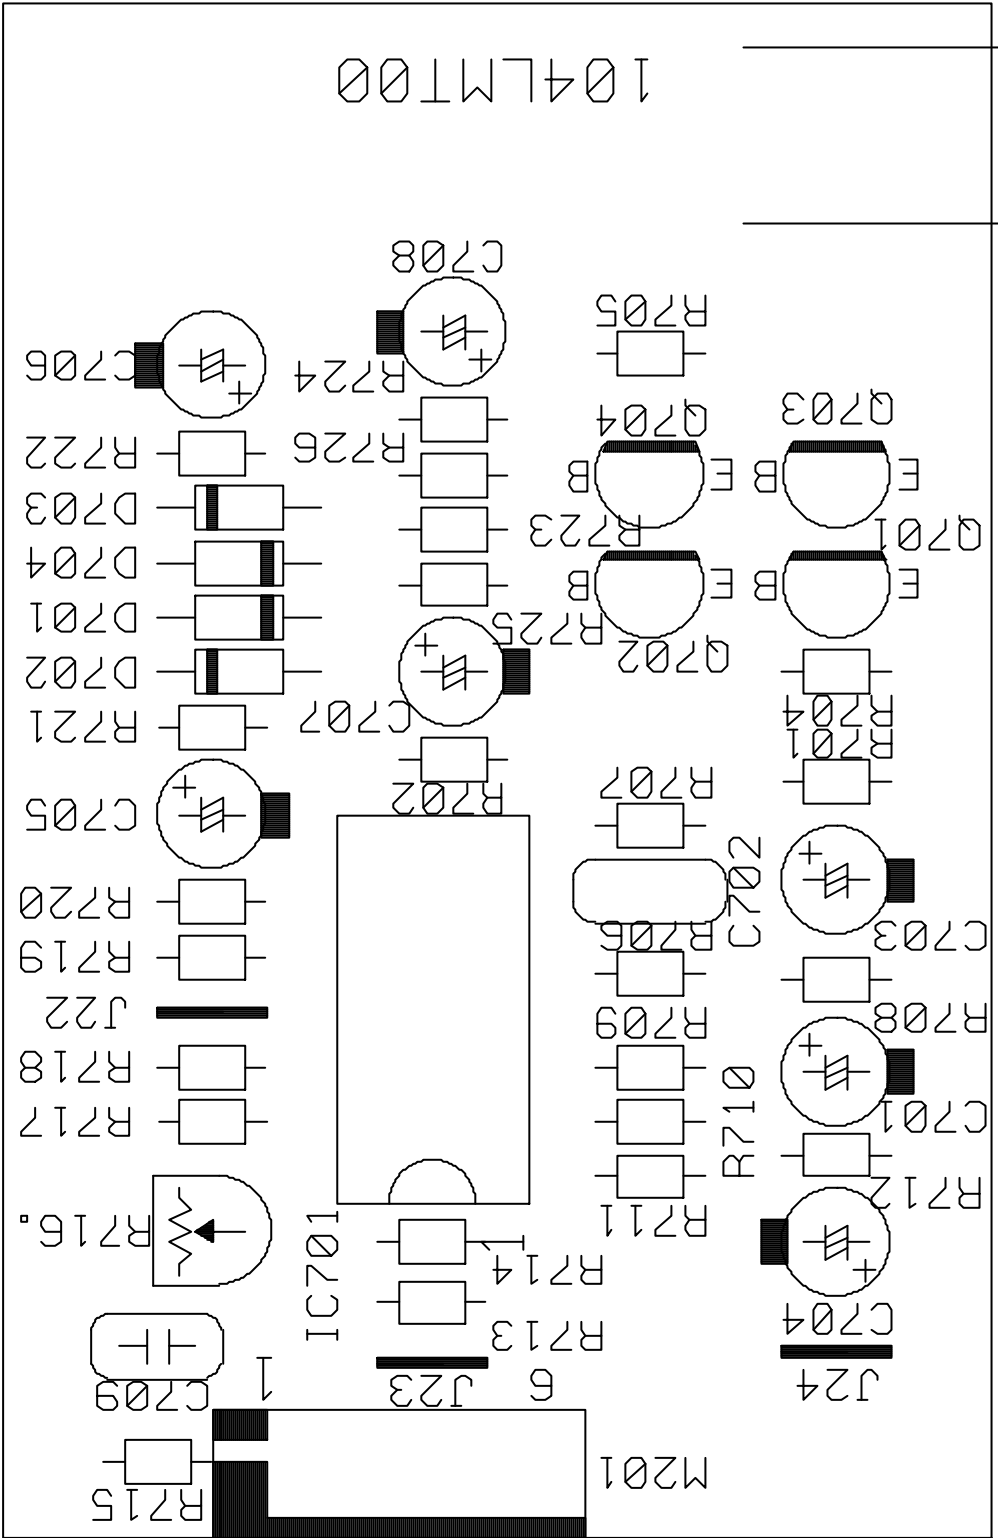 104LMT00
C708
R705
C706
R724
Q703
Q704
R722
R726
B
E
B
E
D703
R723
Q701
D704
B
E
B
E
D701
R725
D702
Q702
R721
C707
R704
R701
R707
R702
C705
C702
R720
R706
C703
R719
J22
R709
R708
R718
R710
R717
C701
R712
R716.
R711
IC701
R714
C704
R713
1
C709
J23
6
J24
M201
R715